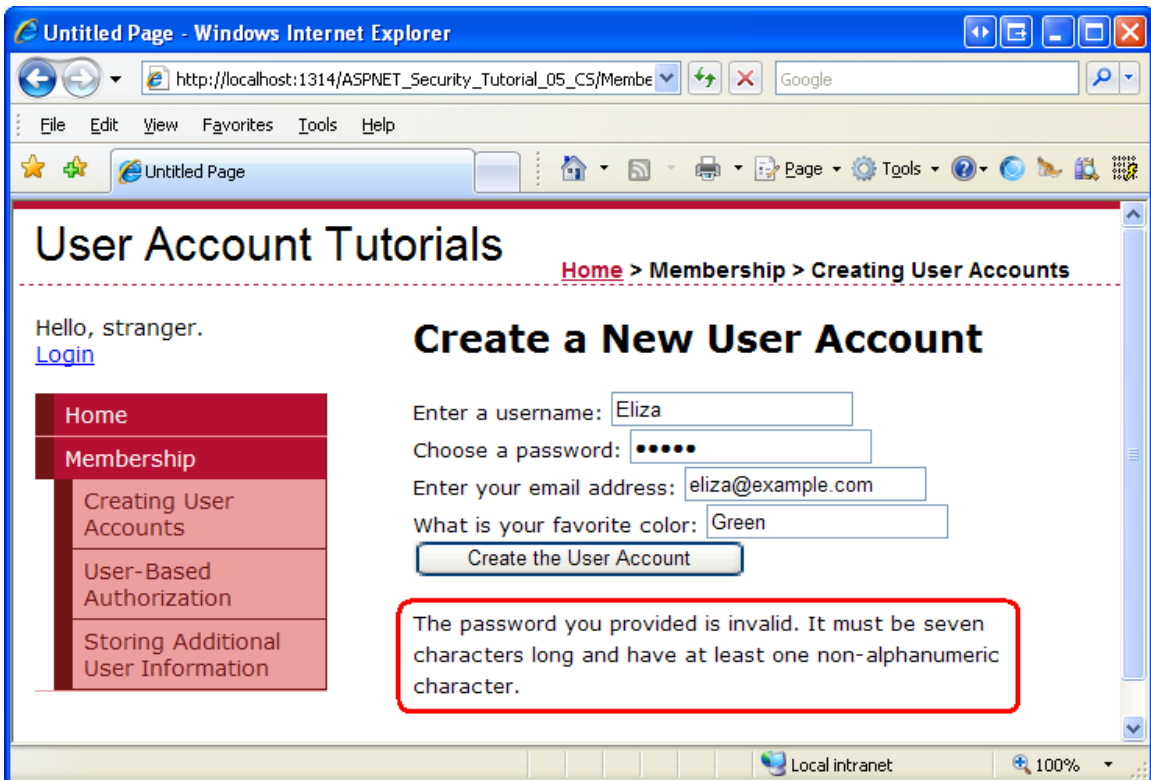 Untitled Page - Windows Internet Explorer
http://localhost:1314/ASPNET_Security_Tutorial_05_CS/Membe
Google
File Edit View Favorites Tools Help
Untitled Page
Page Tools
User Account Tutorials
Home > Membership > Creating User Accounts
Hello, stranger.
Login
Home
Membership
Creating User
Accounts
User-Based
Authorization
Storing Additional
User Information
Create a New User Account
Enter a username: Eliza
Choose a password: •••••
Enter your email address: eliza@example.com
What is your favorite color: Green
Create the User Account
The password you provided is invalid. It must be seven
characters long and have at least one non-alphanumeric
character.
Local intranet
100%